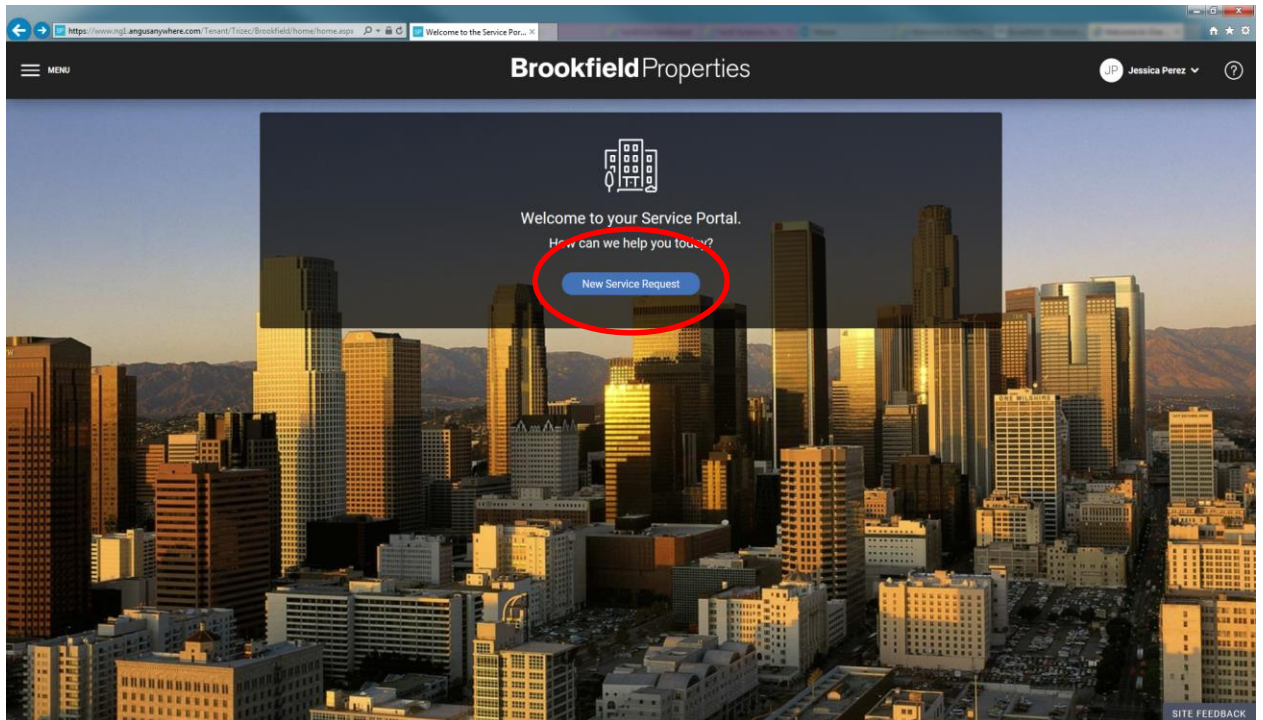 https://www.ng1.angusanywhere.com/Tenant/Trizec/Brookfield/home/home.aspx
Welcome to the Service Por...
MENU
Brookfield Properties
JP Jessica Perez
?
Welcome to your Service Portal.
How can we help you today?
New Service Request
ONE WILSHIRE
SITE FEEDBACK